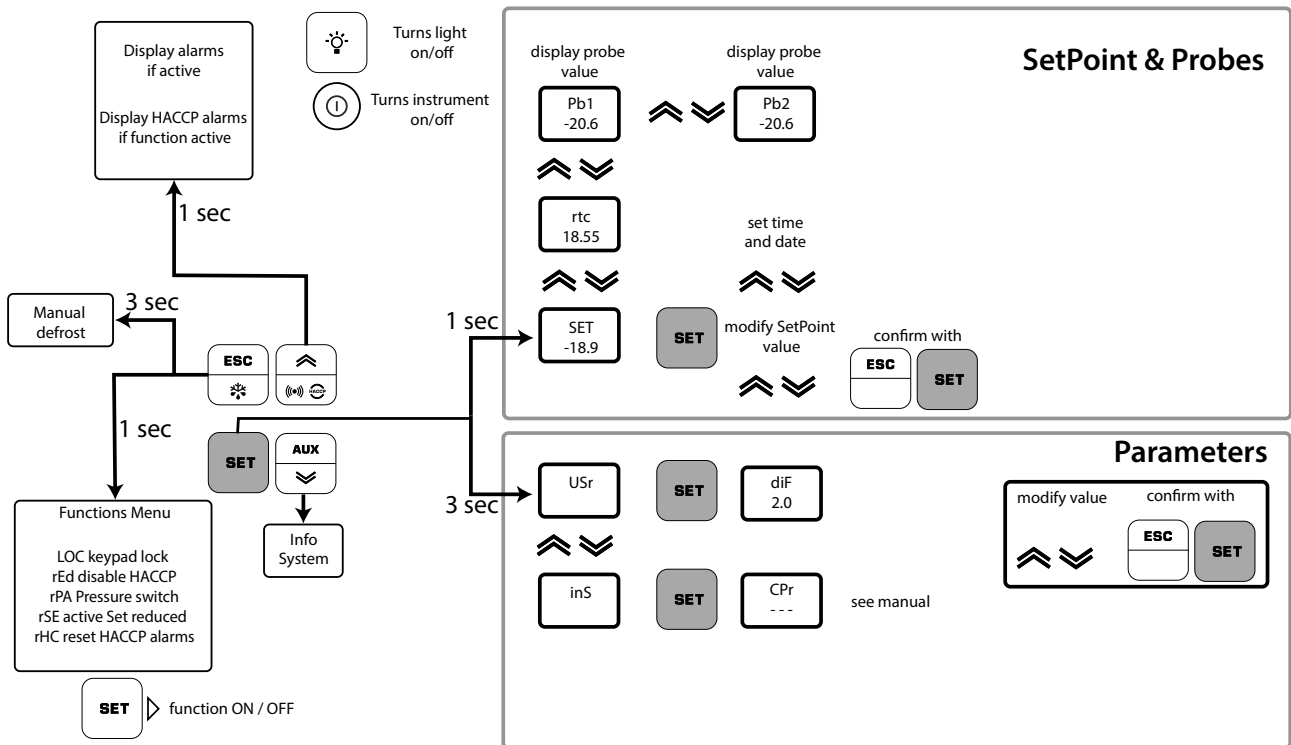 Display alarms
if active
Display HACCP alarms
if function active
1 sec
Turns light
on/off
Turns instrument
on/off
3 sec
Manual
defrost
ESC
HACCP
1 sec
SET
AUX
Info
System
Functions Menu
LOC keypad lock
rEd disable HACCP
rPA Pressure switch
rSE active Set reduced
rHC reset HACCP alarms
SET
function ON / OFF
SetPoint & Probes
display probe
value
Pb1
-20.6
display probe
value
Pb2
-20.6
rtc
18.55
set time
and date
1 sec
SET
-18.9
SET
modify SetPoint
value
confirm with
ESC
SET
Parameters
3 sec
USr
SET
diF
2.0
inS
SET
CPr
- - -
see manual
modify value
confirm with
ESC
SET